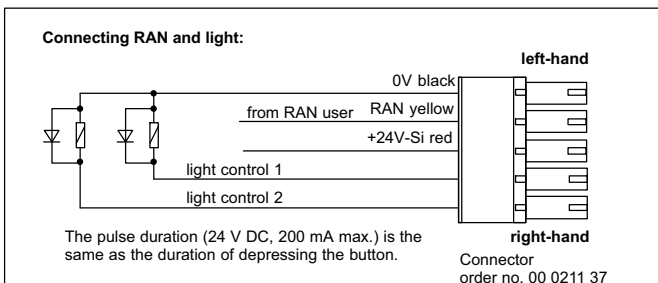 Connecting RAN and light:
left-hand
0V black
from RAN user RAN yellow
+24V-Si red
light control 1
light control 2
The pulse duration (24 V DC, 200 mA max.) is the
same as the duration of depressing the button.
right-hand
Connector
order no. 00 0211 37